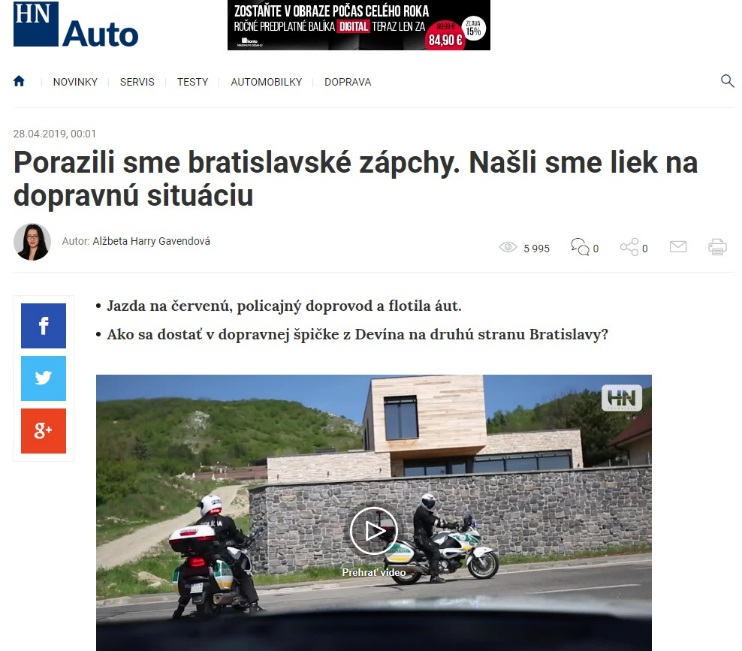 HN
Auto
ZOSTAŇTE V OBRAZE POČAS CELÉHO ROKA
ROČNÉ PREDPLATNÉ BALÍKA DIGITAL TERAZ LEN ZA
84,90 €
ZĽAVA
15%
NOVINKY
SERVIS
TESTY
AUTOMOBILKY
DOPRAVA
28.04.2019, 00:01
Porazili sme bratislavské zápchy. Našli sme liek na
dopravnú situáciu
Autor: Alžbeta Harry Gavendová
5 995
0
0
• Jazda na červenú, policajný doprovod a flotila áut.
• Ako sa dostať v dopravnej špičke z Devína na druhú stranu Bratislavy?
f
g+
HN
Prehrať video